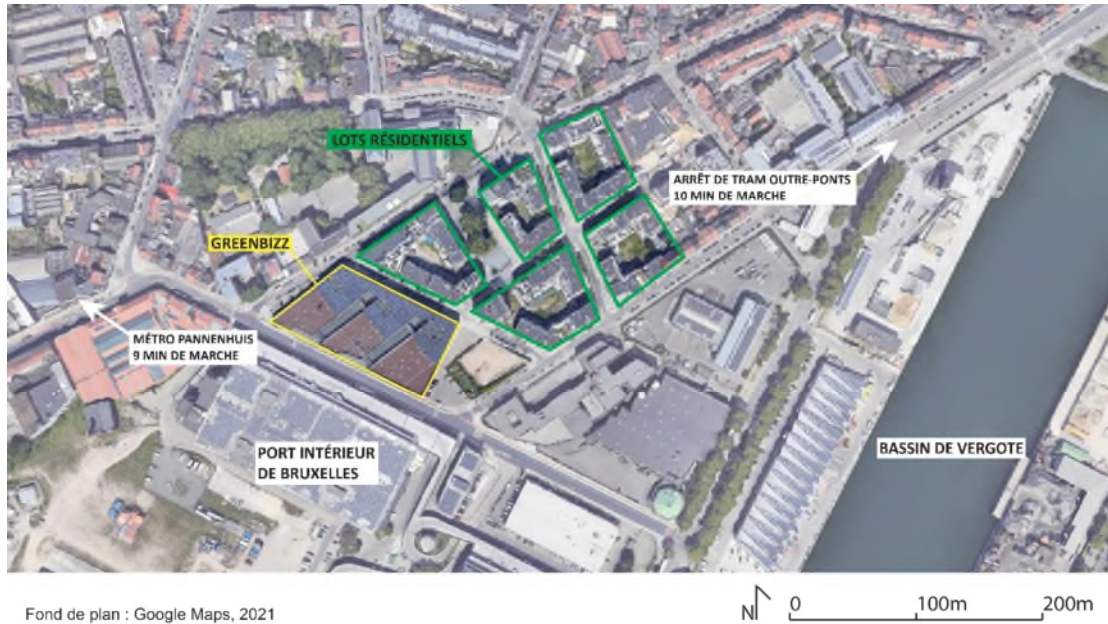 LOTS RÉSIDENTIELS
ARRÊT DE TRAM OUTRE-PONTS
10 MIN DE MARCHE
GREENBIZZ
MÉTRO PANNENHUIS
9 MIN DE MARCHE
PORT INTÉRIEUR
DE BRUXELLES
BASSIN DE VERGOTE
Fond de plan : Google Maps, 2021
N
0 100m 200m